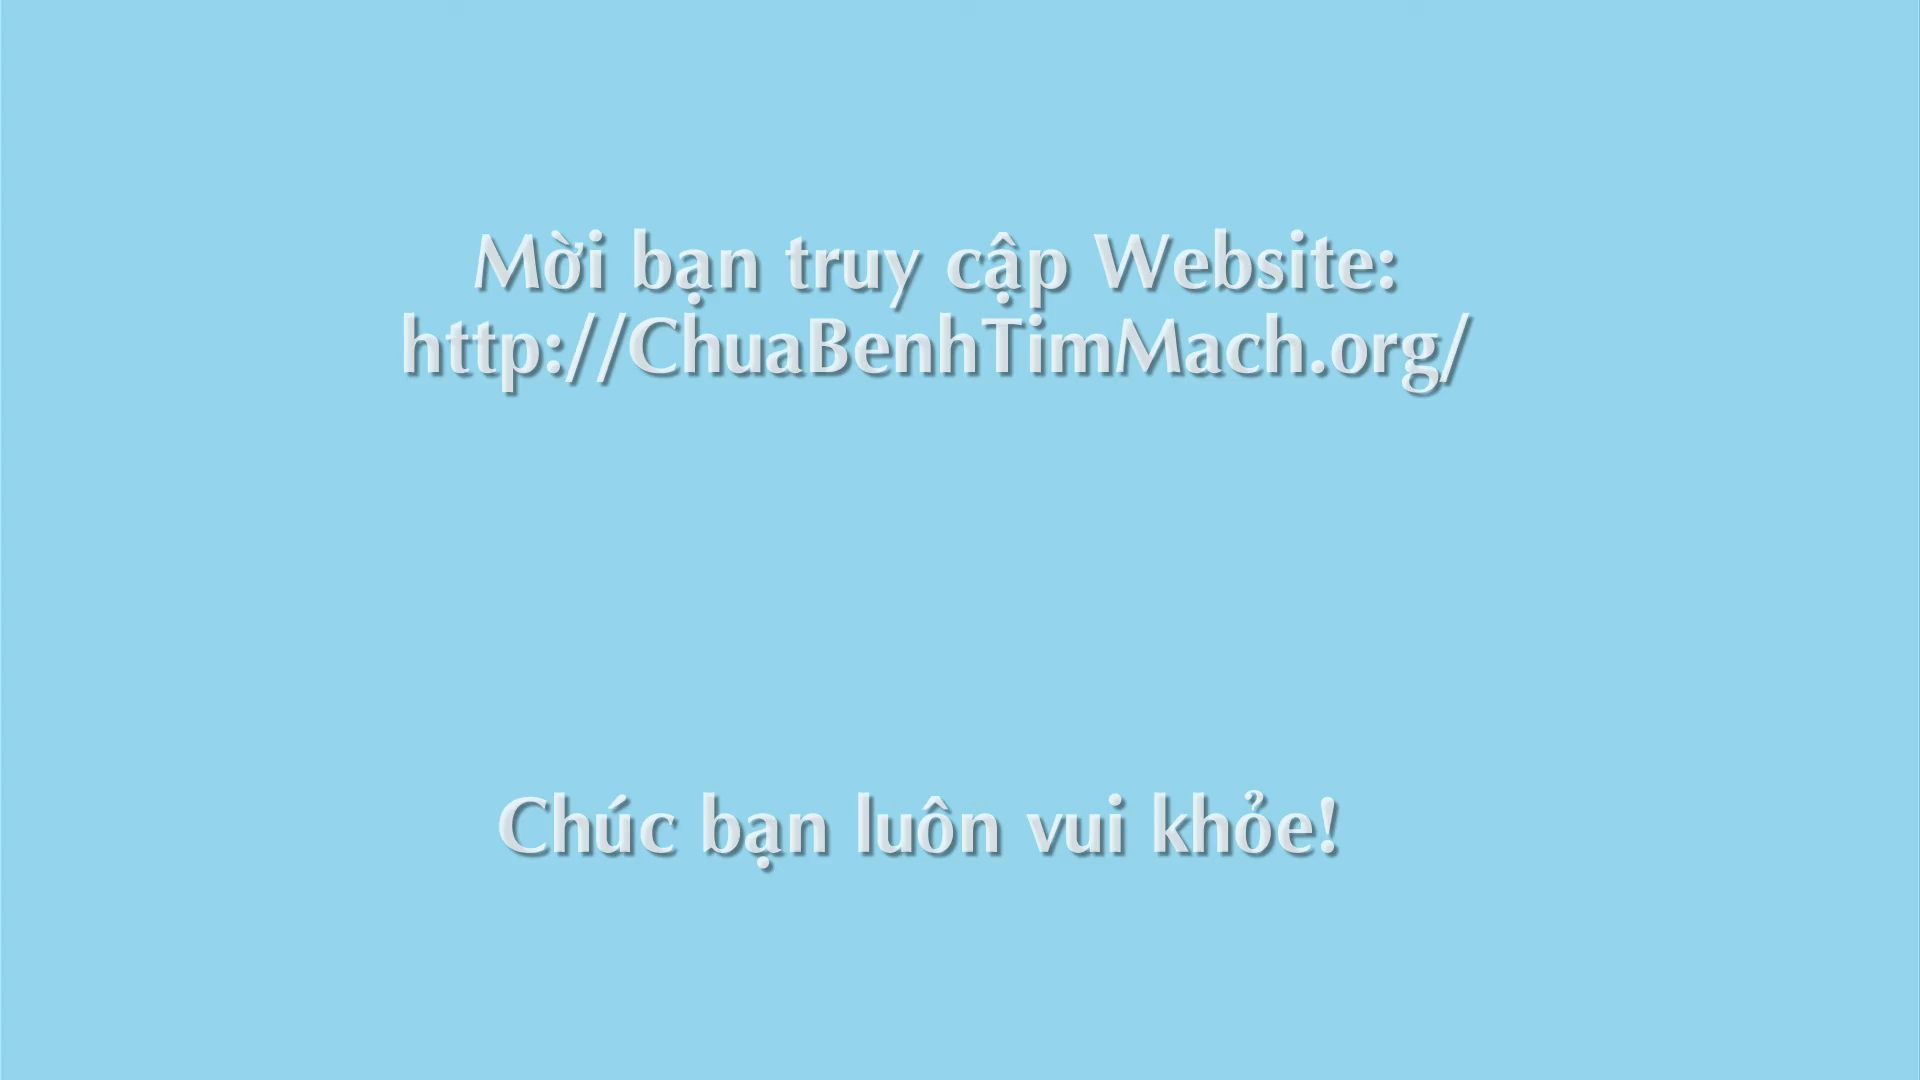 Mời bạn truy cập Website:
http://ChuaBenhTimMach.org/
Chúc bạn luôn vui khỏe!